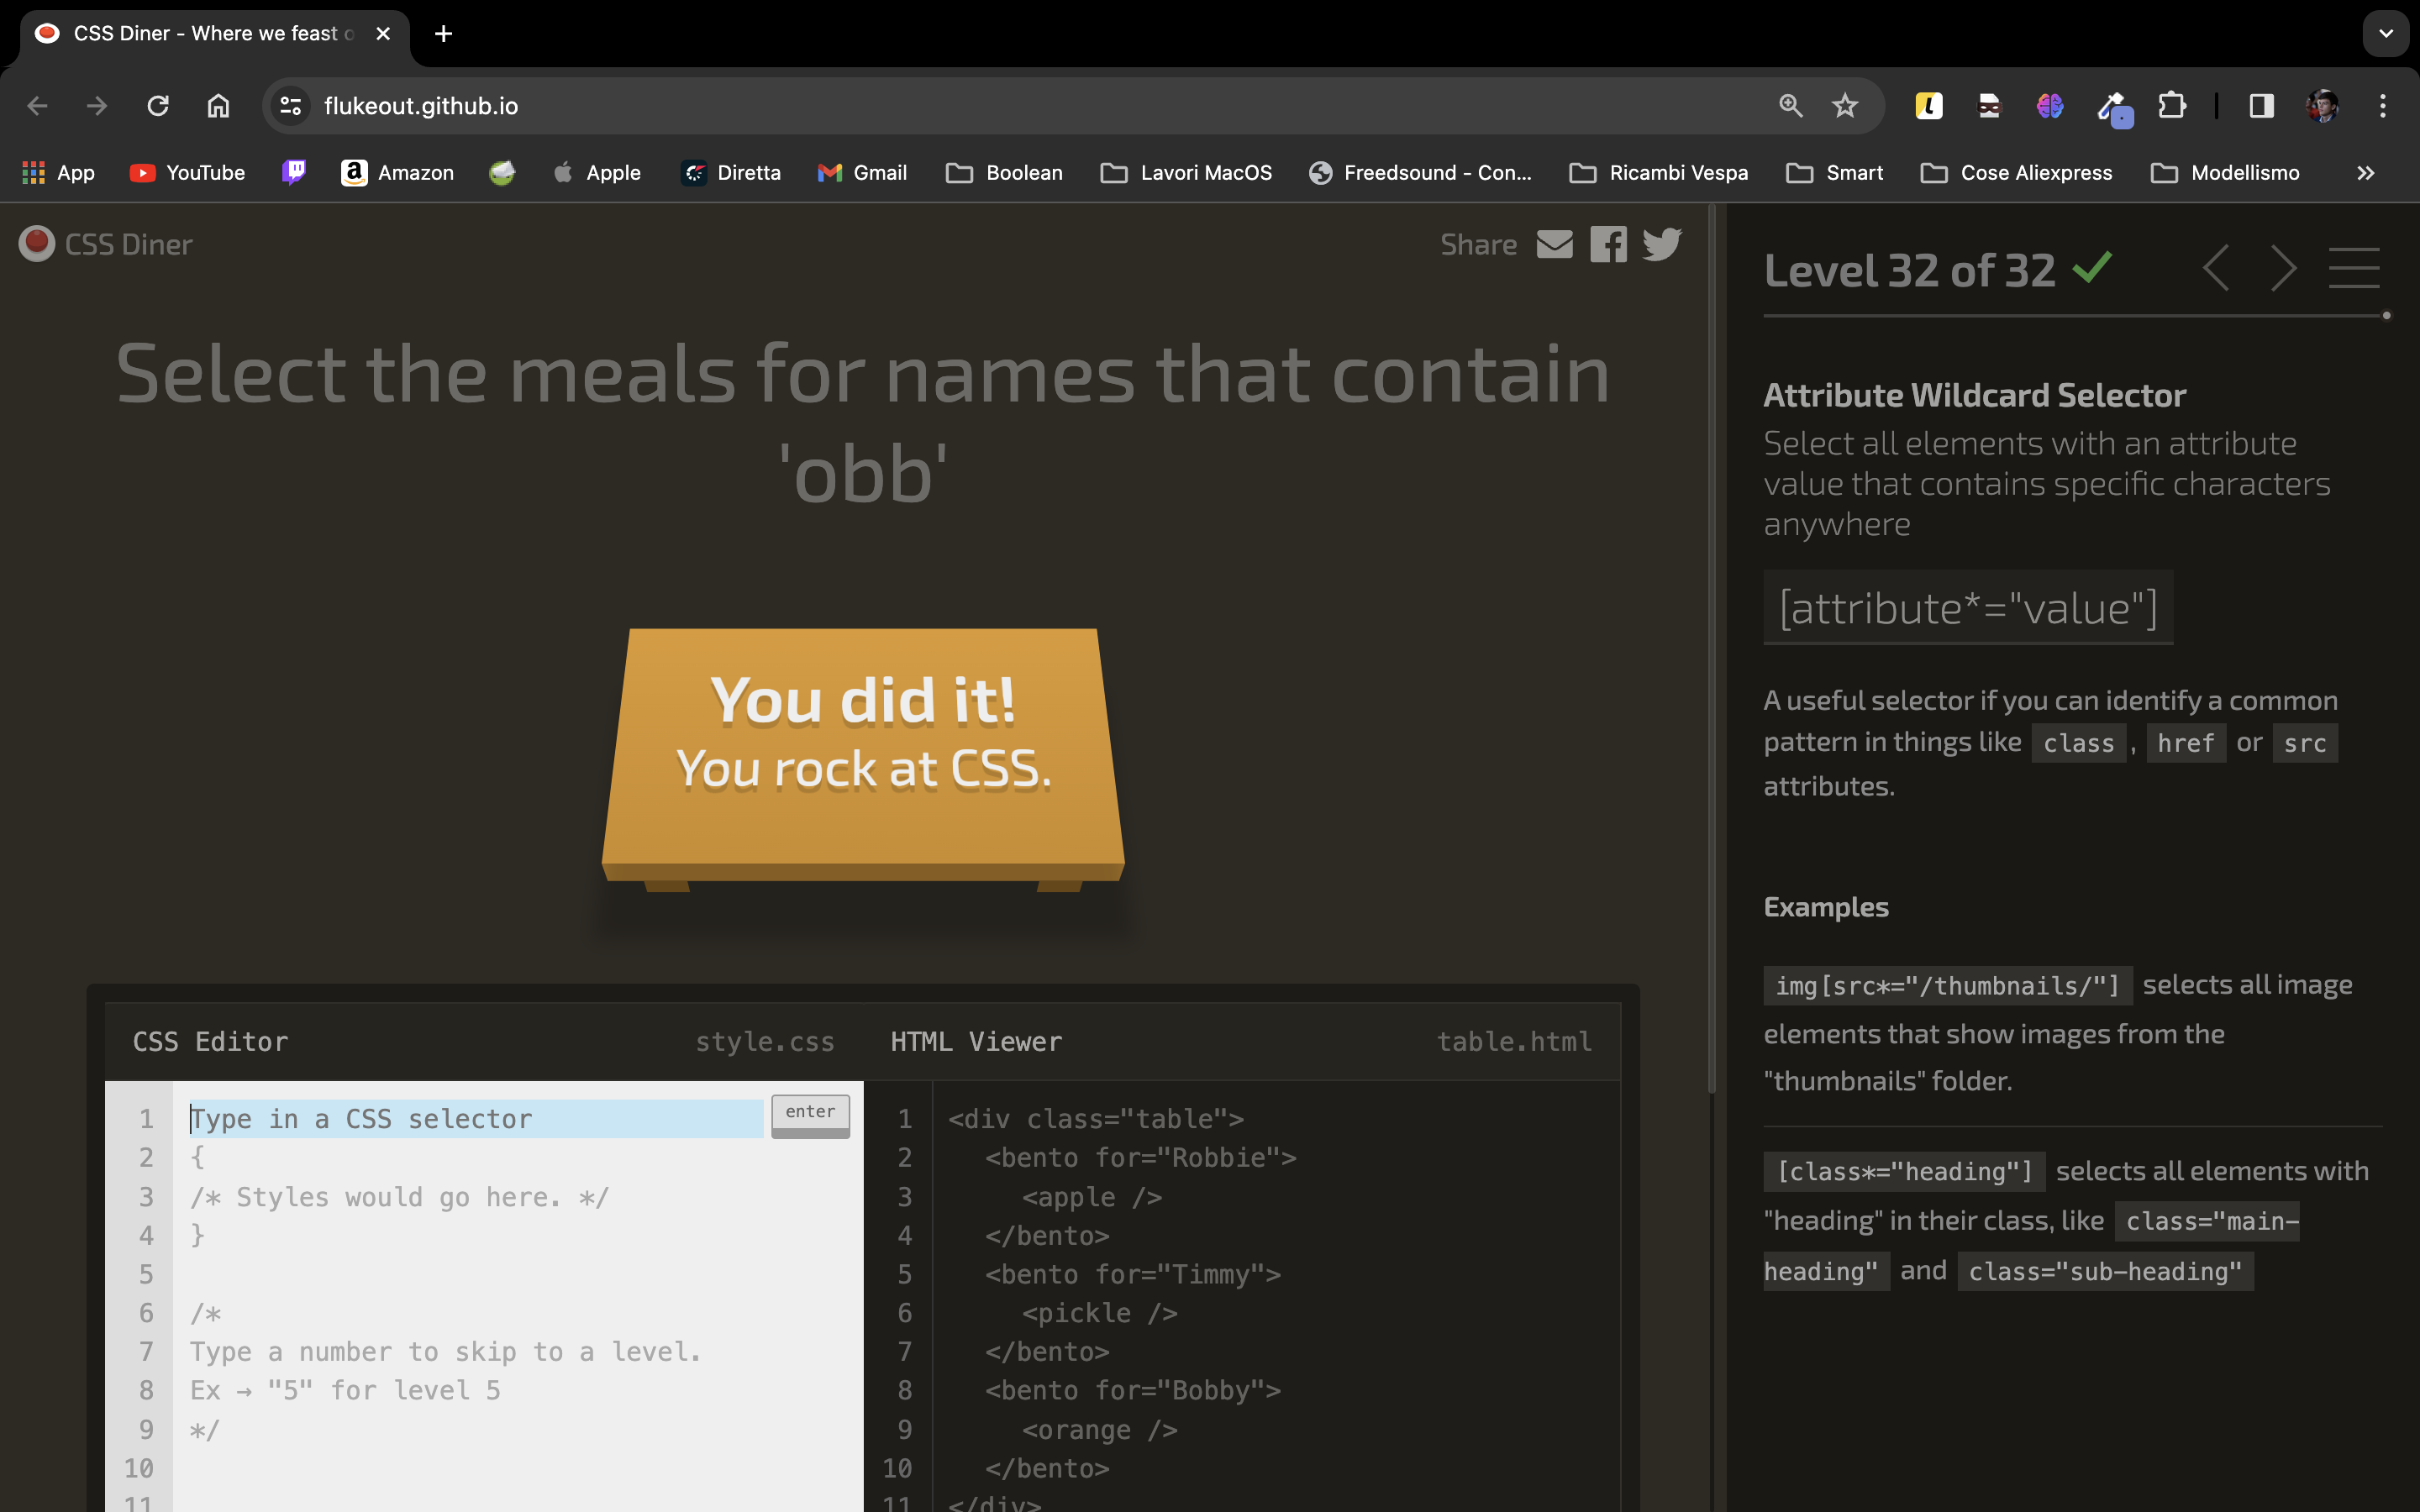 CSS Diner - Where we feast o
flukeout.github.io
App
YouTube
Amazon
Apple
Diretta
Gmail
Boolean
Lavori MacOS
Freedsound - Con...
Ricambi Vespa
Smart
Cose Aliexpress
Modellismo
CSS Diner
Share
Select the meals for names that contain
'obb'
You did it!
You rock at CSS.
CSS Editor
style.css
1 Type in a CSS selector
enter
2 {
3 /* Styles would go here. */
4 }
5
6 /*
7 Type a number to skip to a level.
8 Ex → "5" for level 5
9 */
10
11
HTML Viewer
table.html
1 <div class="table">
2 <bento for="Robbie">
3 <apple />
4 </bento>
5 <bento for="Timmy">
6 <pickle />
7 </bento>
8 <bento for="Bobby">
9 <orange />
10 </bento>
11 </div>
Level 32 of 32
Attribute Wildcard Selector
Select all elements with an attribute
value that contains specific characters
anywhere
[attribute*="value"]
A useful selector if you can identify a common
pattern in things like class , href or src
attributes.
Examples
img[src*="/thumbnails/"] selects all image
elements that show images from the
"thumbnails" folder.
[class*="heading"] selects all elements with
"heading" in their class, like class="main-
heading" and class="sub-heading"